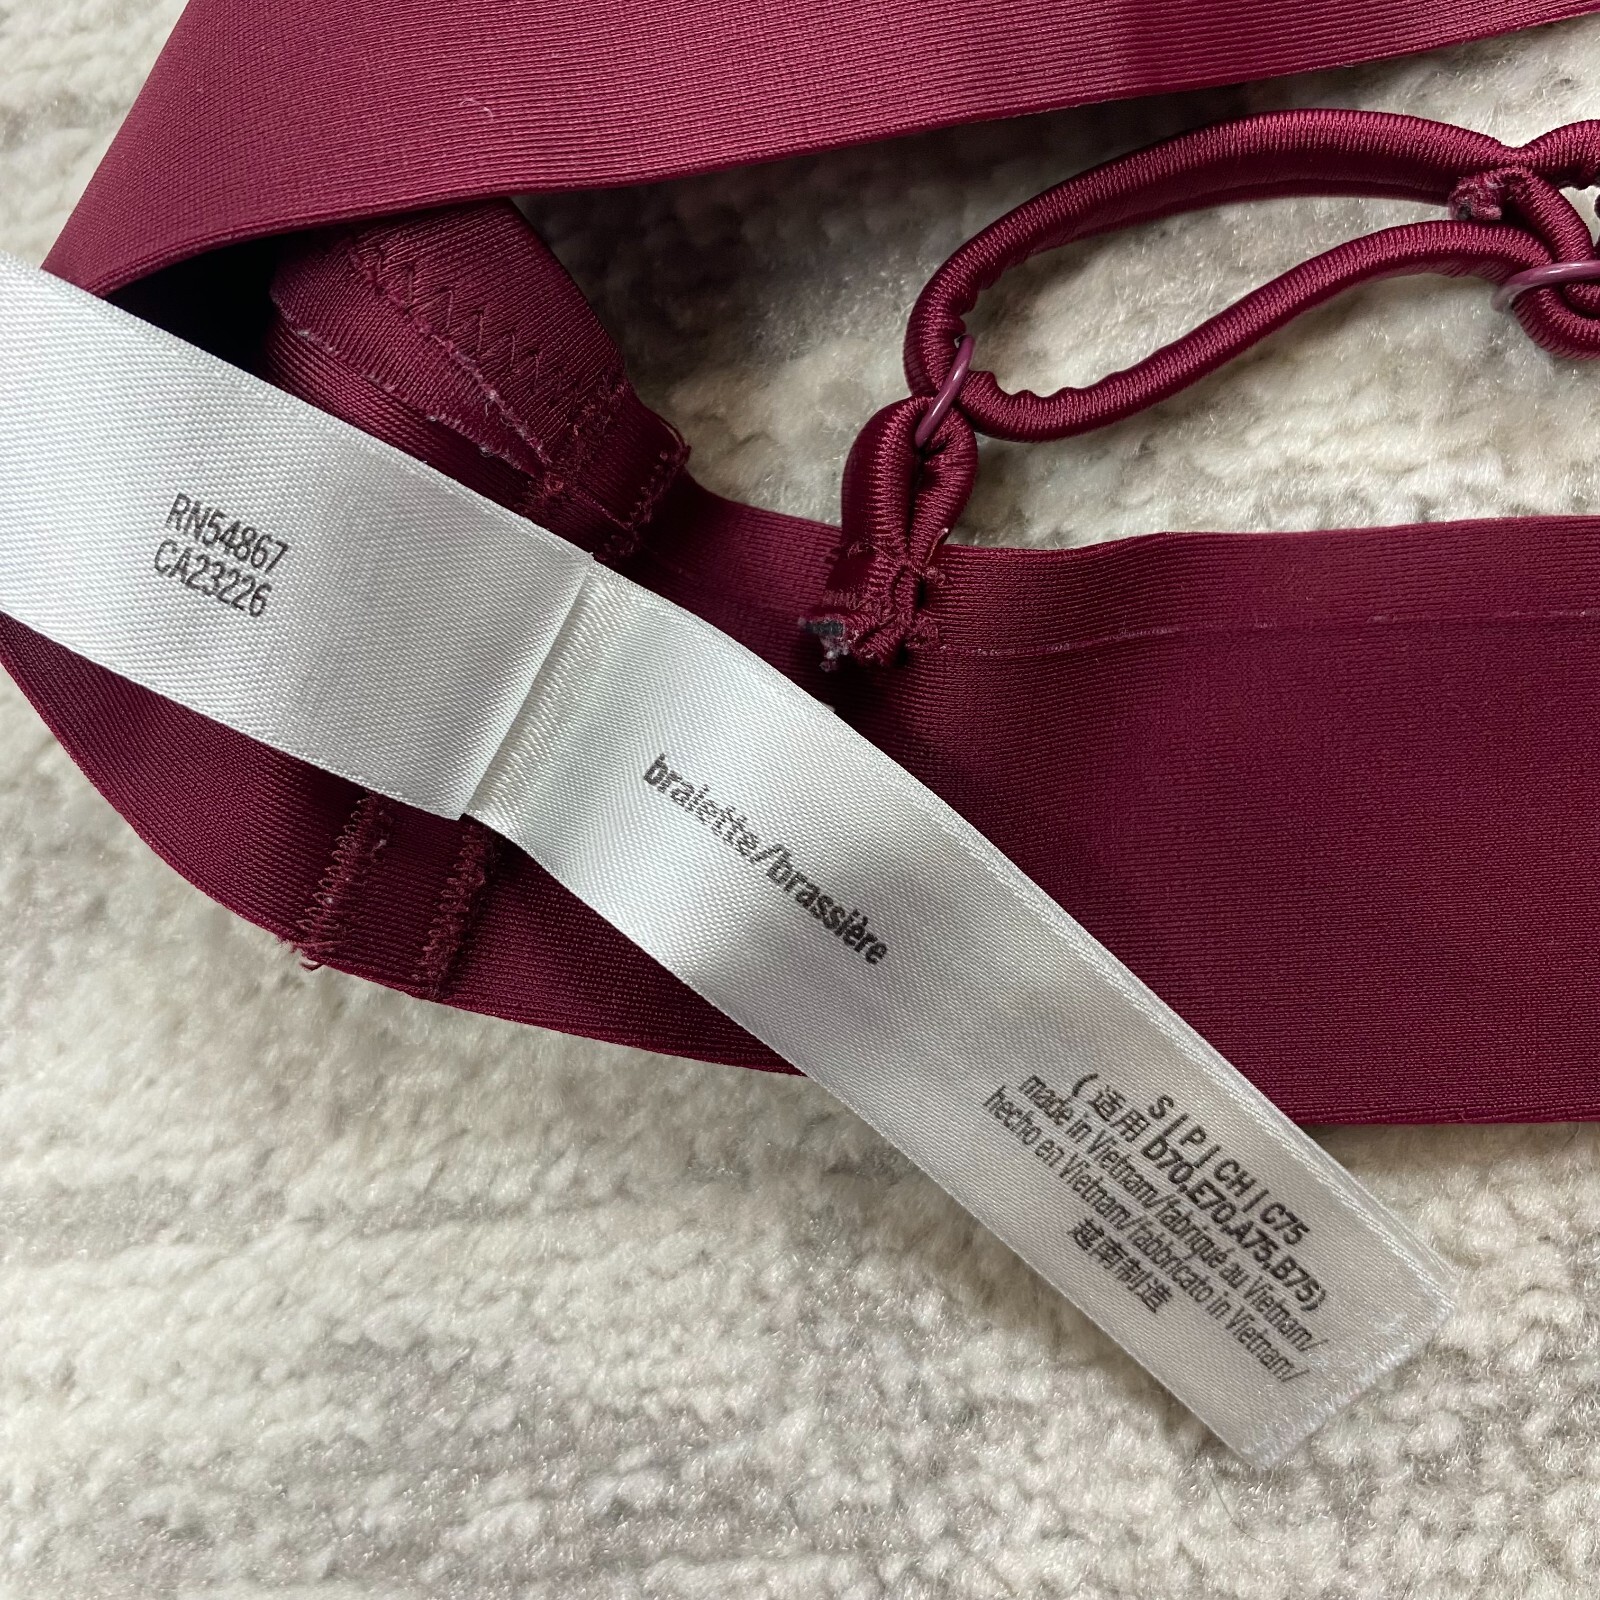 RN54867
CA23226
bralette/brassière
S | P | CH | C75
(适用 b70.E70.A75.B75)
made in Vietnam/fabriqué au Vietnam/
hecho en Vietnam/fabbricato in Vietnam/
越南制造